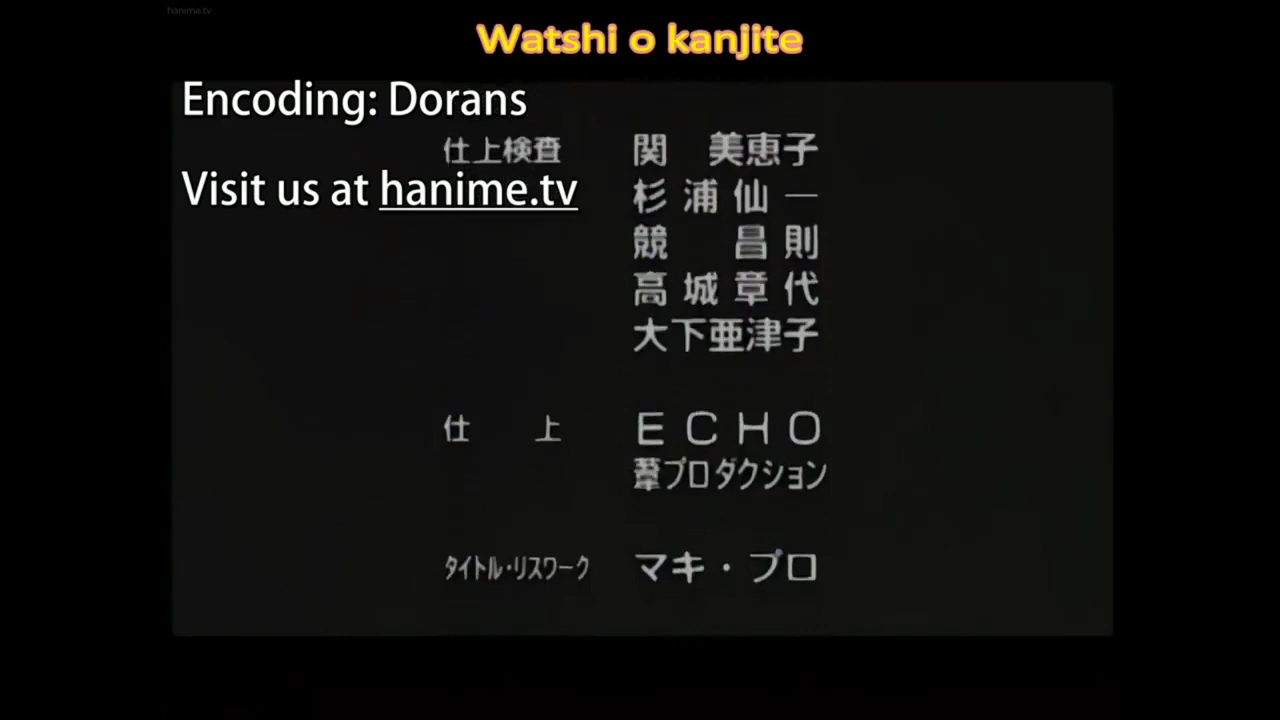 hanime.tv
Watshi o kanjite
Encoding: Dorans
仕上検査 関 美恵子
Visit us at hanime.tv
杉浦仙一
競 昌則
高城章代
大下亜津子
仕 上 ECHO
葦プロダクション
タイトル・リスワーク マキ・プロ